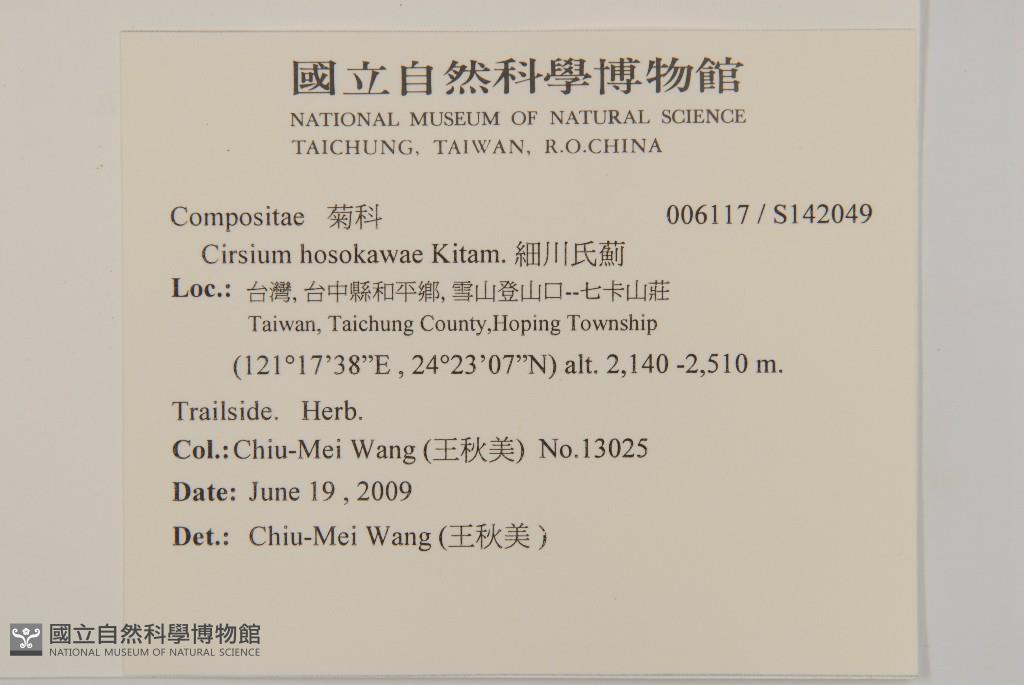 國立自然科學博物館
NATIONAL MUSEUM OF NATURAL SCIENCE
TAICHUNG, TAIWAN, R.O.CHINA
Compositae 菊科 006117 / S142049
Cirsium hosokawae Kitam. 細川氏薊
Loc.: 台灣, 台中縣和平鄉, 雪山登山口--七卡山莊
Taiwan, Taichung County,Hoping Township
(121°17’38”E , 24°23’07”N) alt. 2,140 -2,510 m.
Trailside. Herb.
Col.:Chiu-Mei Wang (王秋美) No.13025
Date: June 19 , 2009
Det.: Chiu-Mei Wang (王秋美 )
國立自然科學博物館
NATIONAL MUSEUM OF NATURAL SCIENCE